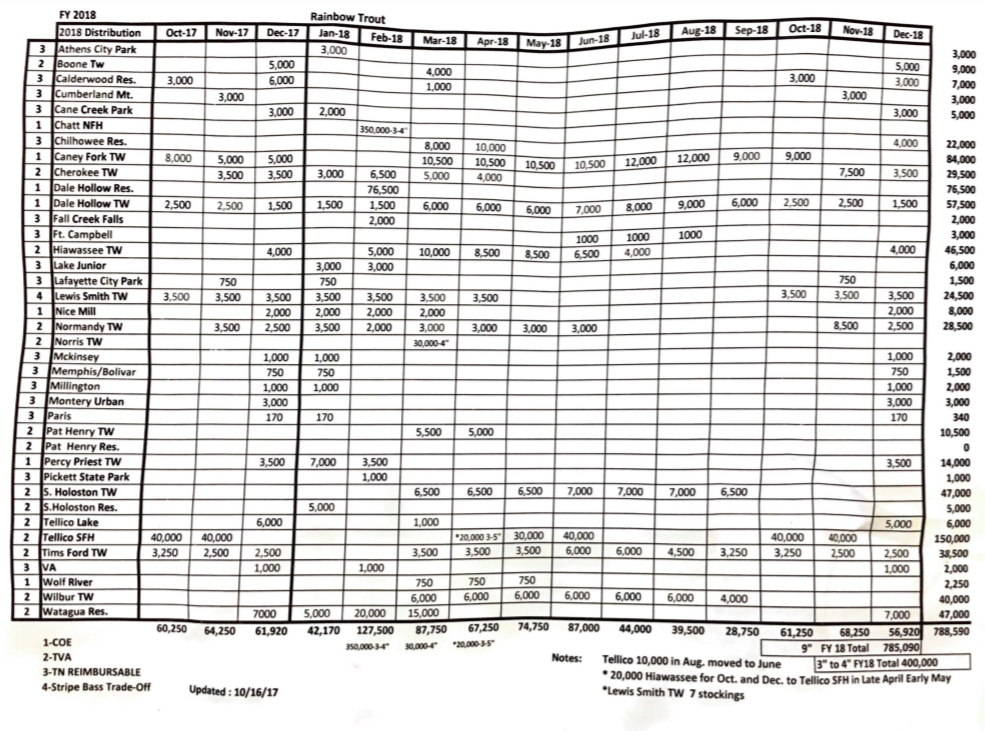 FY 2018 Rainbow Trout
2018 Distribution Oct-17 Nov-17 Dec-17 Jan-18 Feb-18 Mar-18 Apr-18 May-18 Jun-18 Jul-18 Aug-18 Sep-18 Oct-18 Nov-18 Dec-18
3 Athens City Park 3,000 3,000
2 Boone Tw 5,000 4,000 5,000 9,000
3 Calderwood Res. 3,000 6,000 1,000 3,000 3,000 7,000
3 Cumberland Mt. 3,000 3,000 3,000
3 Cane Creek Park 3,000 2,000 3,000 5,000
1 Chatt NFH 350,000-3-4"
3 Chilhowee Res. 8,000 10,000 4,000 22,000
1 Caney Fork TW 8,000 5,000 5,000 10,500 10,500 10,500 10,500 12,000 12,000 9,000 9,000 84,000
2 Cherokee TW 3,500 3,500 3,000 6,500 5,000 4,000 7,500 3,500 29,500
1 Dale Hollow Res. 76,500 76,500
1 Dale Hollow TW 2,500 2,500 1,500 1,500 1,500 6,000 6,000 6,000 7,000 8,000 9,000 6,000 2,500 2,500 1,500 57,500
3 Fall Creek Falls 2,000 2,000
3 Ft. Campbell 1000 1000 1000 3,000
2 Hiawassee TW 4,000 5,000 10,000 8,500 8,500 6,500 4,000 4,000 46,500
3 Lake Junior 3,000 3,000 6,000
3 Lafayette City Park 750 750 750 1,500
4 Lewis Smith TW 3,500 3,500 3,500 3,500 3,500 3,500 3,500 3,500 3,500 3,500 24,500
1 Nice Mill 2,000 2,000 2,000 2,000 2,000 8,000
2 Normandy TW 3,500 2,500 3,500 2,000 3,000 3,000 3,000 3,000 8,500 2,500 28,500
2 Norris TW 30,000-4"
3 Mckinsey 1,000 1,000 1,000 2,000
3 Memphis/Bolivar 750 750 750 1,500
3 Millington 1,000 1,000 1,000 2,000
3 Montery Urban 3,000 3,000 3,000
3 Paris 170 170 170 340
2 Pat Henry TW 5,500 5,000 10,500
2 Pat Henry Res. 0
1 Percy Priest TW 3,500 7,000 3,500 3,500 14,000
3 Pickett State Park 1,000 1,000
2 S. Holoston TW 6,500 6,500 6,500 7,000 7,000 7,000 6,500 47,000
2 S.Holoston Res. 5,000 5,000
2 Tellico Lake 6,000 1,000 5,000 6,000
2 Tellico SFH 40,000 40,000 *20,000 3-5" 30,000 40,000 40,000 40,000 150,000
2 Tims Ford TW 3,250 2,500 2,500 3,500 3,500 3,500 6,000 6,000 4,500 3,250 3,250 2,500 2,500 38,500
3 VA 1,000 1,000 1,000 2,000
1 Wolf River 750 750 750 2,250
2 Wilbur TW 6,000 6,000 6,000 6,000 6,000 6,000 4,000 40,000
2 Watagua Res. 7000 5,000 20,000 15,000 7,000 47,000
60,250 64,250 61,920 42,170 127,500 87,750 67,250 74,750 87,000 44,000 39,500 28,750 61,250 68,250 56,920 788,590
350,000-3-4" 30,000-4" *20,000-3-5"
9" FY 18 Total 785,090
3" to 4" FY18 Total 400,000
1-COE
2-TVA
3-TN REIMBURSABLE
4-Stripe Bass Trade-Off
Updated : 10/16/17
Notes: Tellico 10,000 in Aug. moved to June
* 20,000 Hiawassee for Oct. and Dec. to Tellico SFH in Late April Early May
*Lewis Smith TW 7 stockings